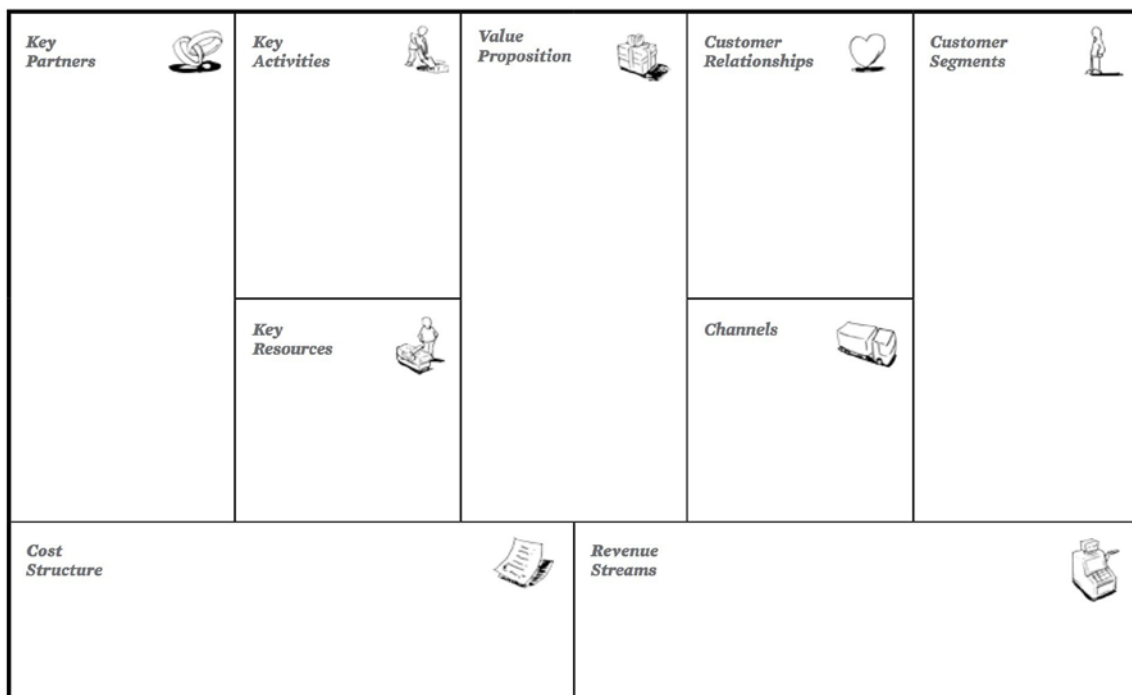 Key
Partners
Key
Activities
Value
Proposition
Customer
Relationships
Customer
Segments
Key
Resources
Channels
Cost
Structure
Revenue
Streams